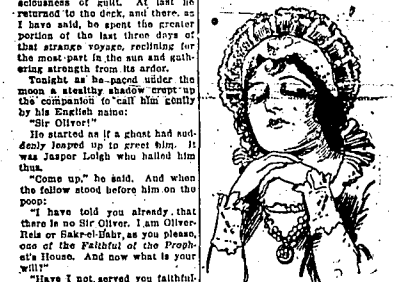 sciousness of guilt. At last he
returned to the deck, and there, as
I have said, he spent the greater
portion of the last three days of
that strange voyage, reclining for
the most part in the sun and gath-
ering strength from its ardor.
Tonight as he paced under the
moon a stealthy shadow crept up
the companion to call him gently
by his English name:
"Sir Oliver!"
He started as if a ghost had sud-
denly leaped up to greet him. It
was Jasper Leigh who hailed him
thus.
"Come up," he said. And when
the fellow stood before him on the
poop:
"I have told you already that
there is no Sir Oliver. I am Oliver-
Reis or Sakr-el-Bahr, as you please,
one of the Faithful of the Proph-
et's House. And now what is your
will?"
"Have I not served you faithful-